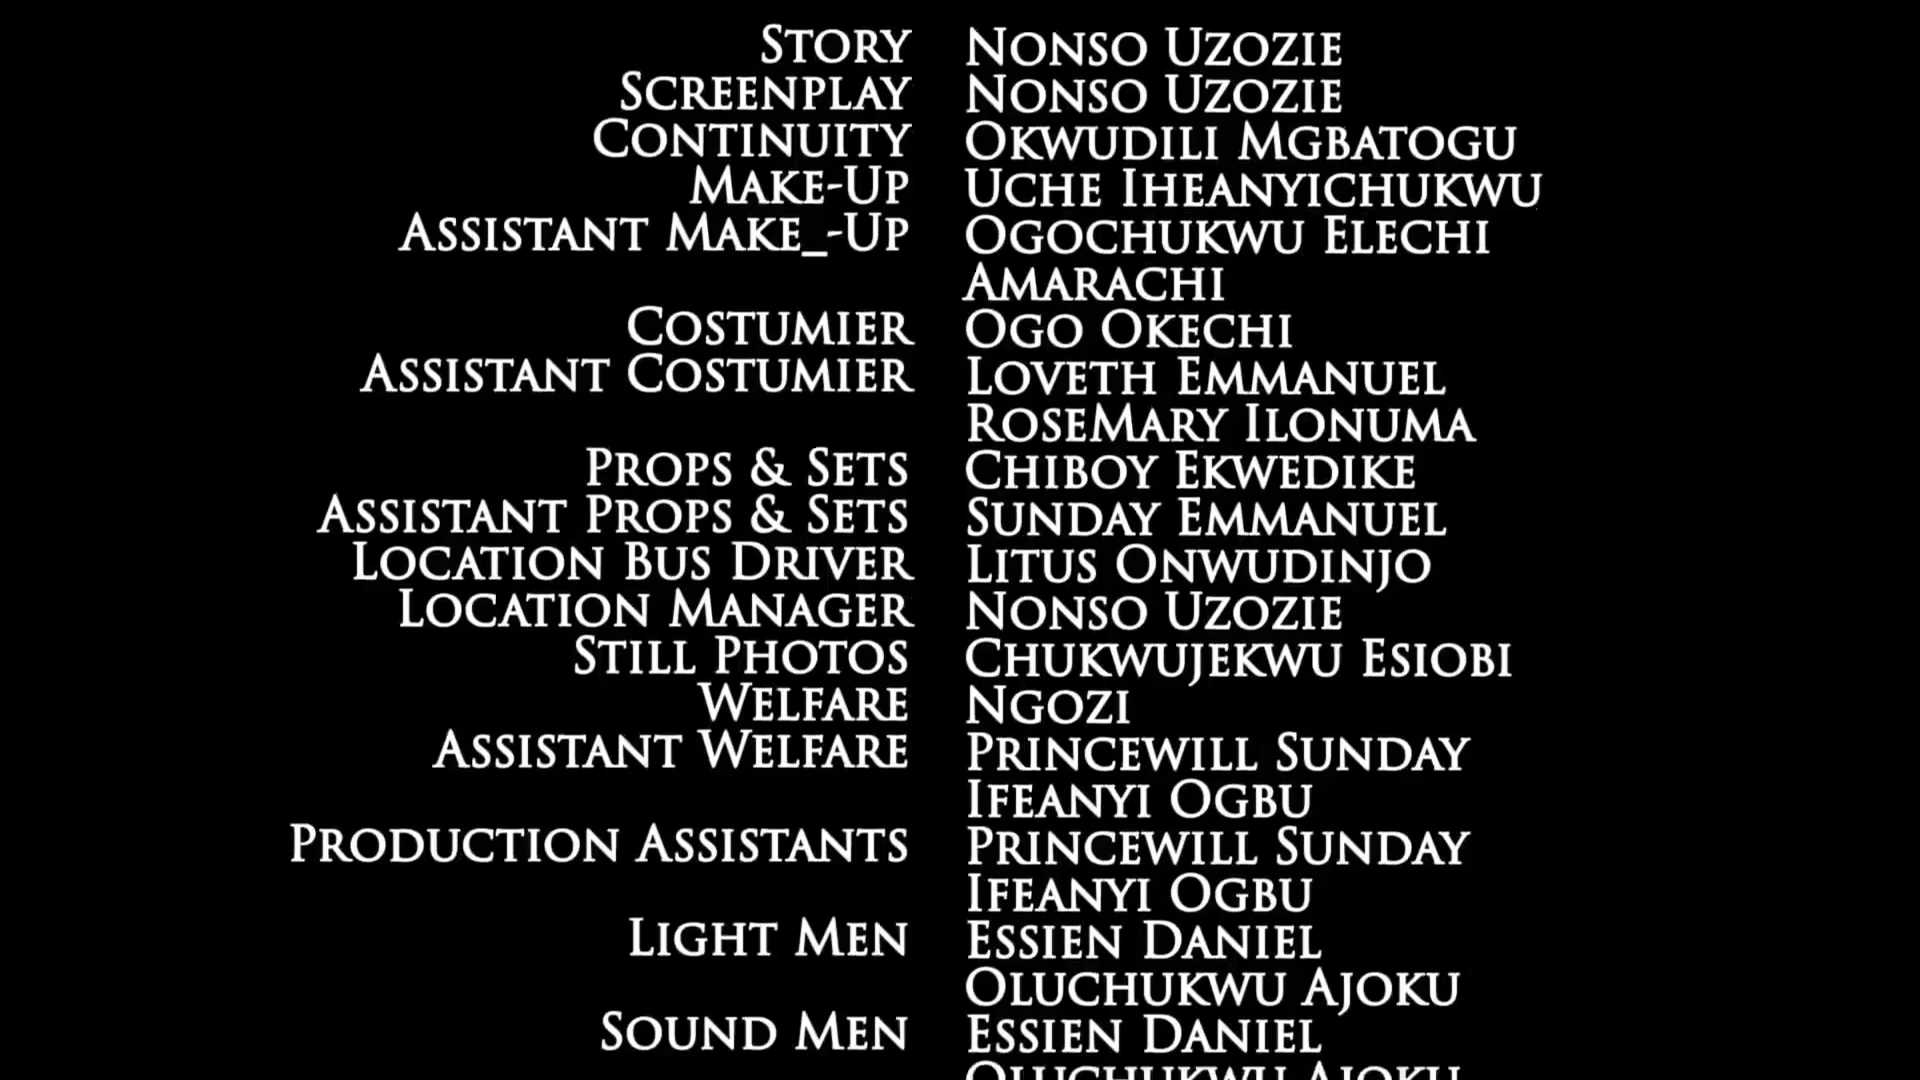 Story Nonso Uzozie
Screenplay Nonso Uzozie
Continuity Okwudili Mgbatogu
Make-Up Uche Iheanyichukwu
Assistant Make_-Up Ogochukwu Elechi
Amarachi
Costumier Ogo Okechi
Assistant Costumier Loveth Emmanuel
RoseMary Ilonuma
Props & Sets Chiboy Ekwedike
Assistant Props & Sets Sunday Emmanuel
Location Bus Driver Litus Onwudinjo
Location Manager Nonso Uzozie
Still Photos Chukwujekwu Esiobi
Welfare Ngozi
Assistant Welfare Princewill Sunday
Ifeanyi Ogbu
Production Assistants Princewill Sunday
Ifeanyi Ogbu
Light Men Essien Daniel
Oluchukwu Ajoku
Sound Men Essien Daniel
Oluchukwu Ajoku